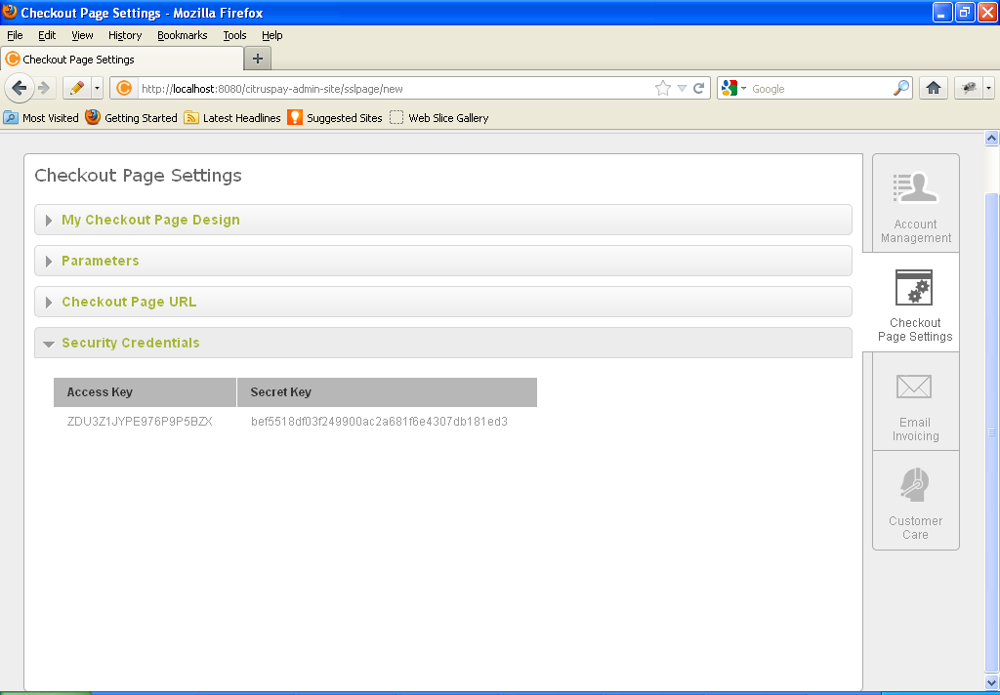 Checkout Page Settings - Mozilla Firefox
File Edit View History Bookmarks Tools Help
Checkout Page Settings
http://localhost:8080/citruspay-admin-site/sslpage/new
Google
Most Visited Getting Started Latest Headlines Suggested Sites Web Slice Gallery
Checkout Page Settings
My Checkout Page Design
Parameters
Checkout Page URL
Security Credentials
Access Key Secret Key
ZDU3Z1JYPE976P9P5BZX bef5518df03f249900ac2a681f6e4307db181ed3
Account
Management
Checkout
Page Settings
Email
Invoicing
Customer
Care